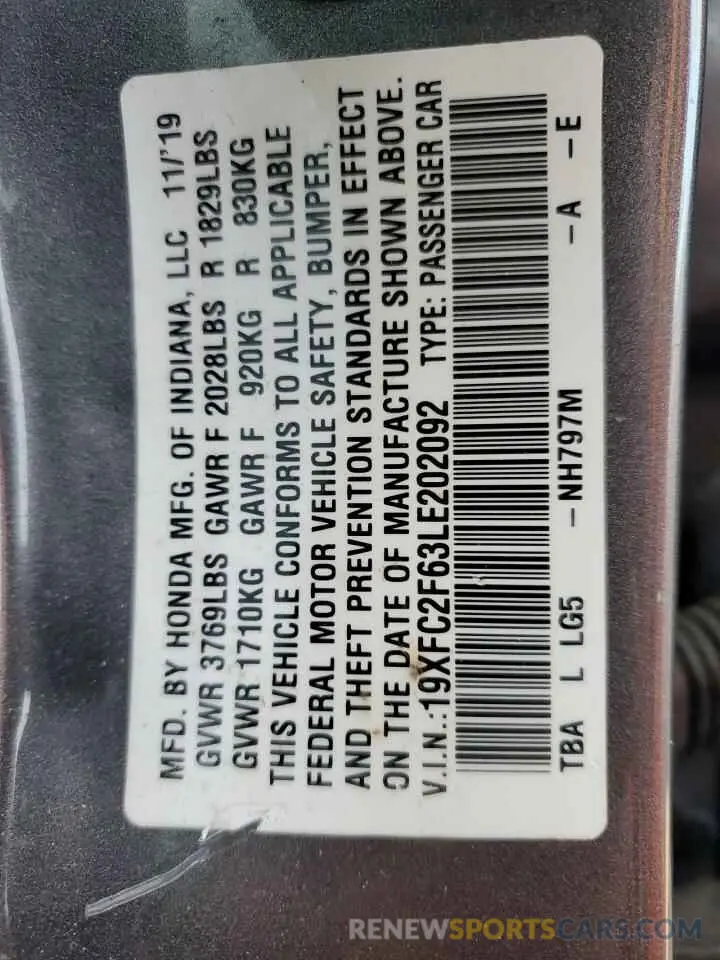 MFD. BY HONDA MFG. OF INDIANA, LLC 11/'19
GVWR 3769LBS GAWR F 2028LBS R 1829LBS
GVWR 1710KG GAWR F 920KG R 830KG
THIS VEHICLE CONFORMS TO ALL APPLICABLE
FEDERAL MOTOR VEHICLE SAFETY, BUMPER,
AND THEFT PREVENTION STANDARDS IN EFFECT
ON THE DATE OF MANUFACTURE SHOWN ABOVE.
V.I.N.:19XFC2F63LE202092 TYPE: PASSENGER CAR
TBA L LG5 -NH797M -A -E
RENEWSPORTSCARS.COM